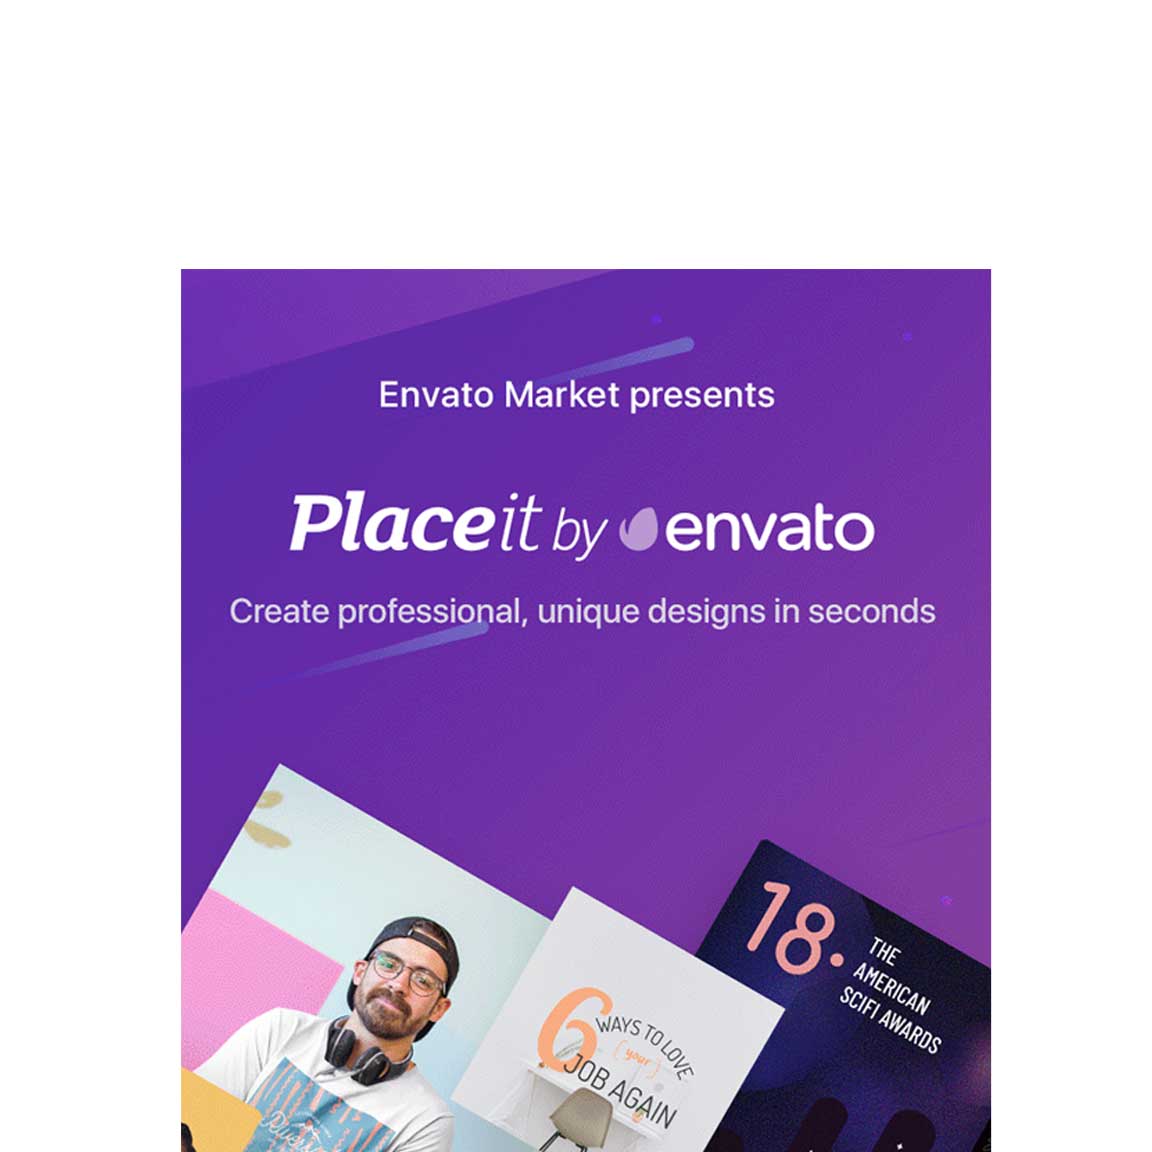 Envato Market presents
Placeit by envato
Create professional, unique designs in seconds
18.
THE
AMERICAN
SCIFI AWARDS
6 WAYS TO LOVE
(your)
JOB AGAIN